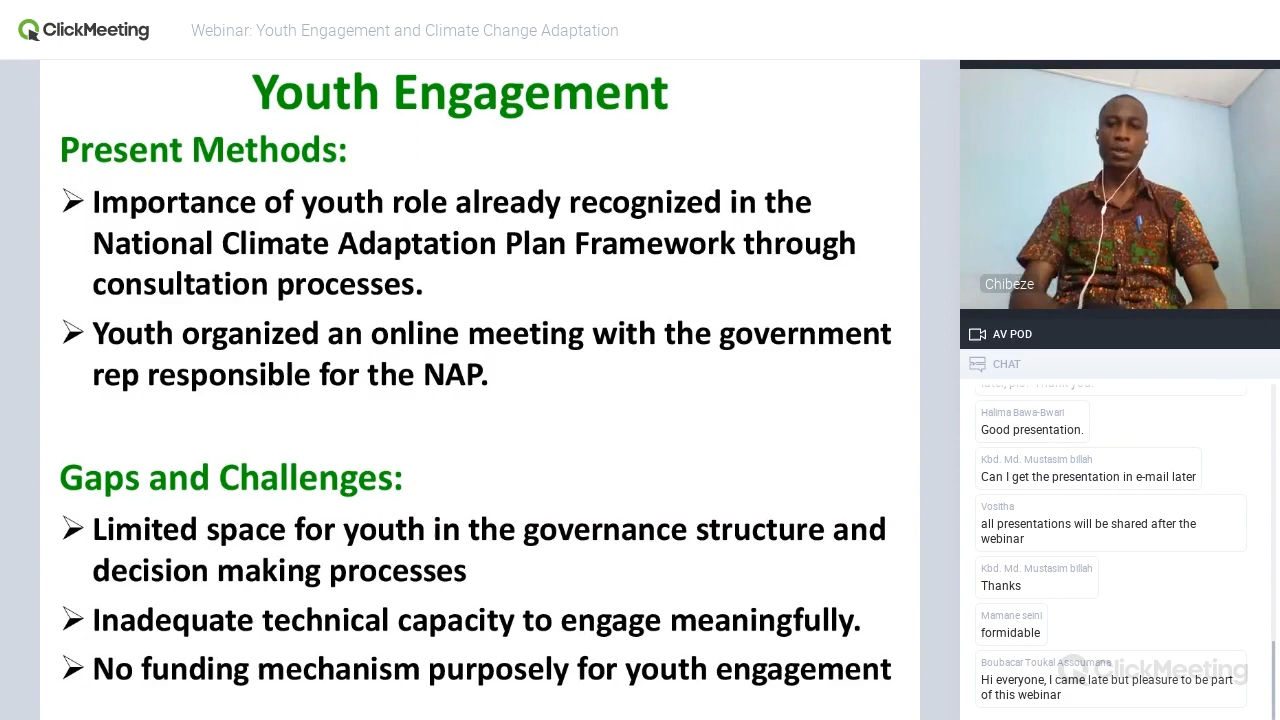 ClickMeeting
Webinar: Youth Engagement and Climate Change Adaptation
Youth Engagement
Present Methods:
Importance of youth role already recognized in the
National Climate Adaptation Plan Framework through
consultation processes.
Youth organized an online meeting with the government
rep responsible for the NAP.
Gaps and Challenges:
Limited space for youth in the governance structure and
decision making processes
Inadequate technical capacity to engage meaningfully.
No funding mechanism purposely for youth engagement
Chibeze
AV POD
CHAT
Halima Bawa-Bwari
Good presentation.
Kbd. Md. Mustasim billah
Can I get the presentation in e-mail later
Vositha
all presentations will be shared after the
webinar
Kbd. Md. Mustasim billah
Thanks
Mamane seini
formidable
Boubacar Toukal Assoumana
Hi everyone, I came late but pleasure to be part
of this webinar
ClickMeeting